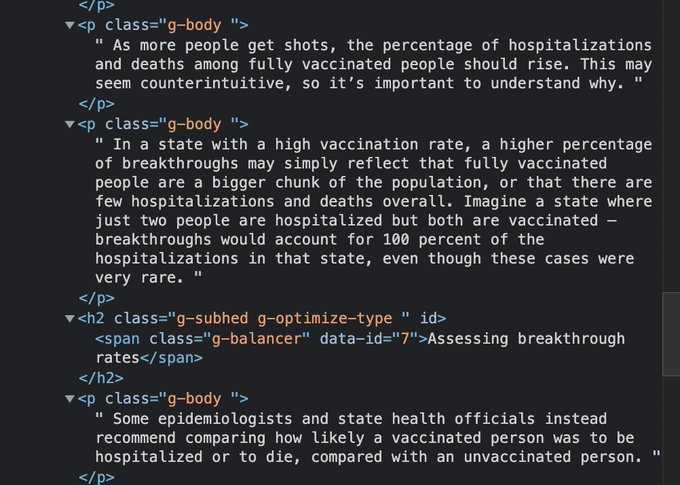 </p>
▼<p class="g-body ">
" As more people get shots, the percentage of hospitalizations
and deaths among fully vaccinated people should rise. This may
seem counterintuitive, so it’s important to understand why. "
</p>
▼<p class="g-body ">
" In a state with a high vaccination rate, a higher percentage
of breakthroughs may simply reflect that fully vaccinated
people are a bigger chunk of the population, or that there are
few hospitalizations and deaths overall. Imagine a state where
just two people are hospitalized but both are vaccinated –
breakthroughs would account for 100 percent of the
hospitalizations in that state, even though these cases were
very rare. "
</p>
▼<h2 class="g-subhed g-optimize-type " id>
<span class="g-balancer" data-id="7">Assessing breakthrough
rates</span>
</h2>
▼<p class="g-body ">
" Some epidemiologists and state health officials instead
recommend comparing how likely a vaccinated person was to be
hospitalized or to die, compared with an unvaccinated person. "
</p>